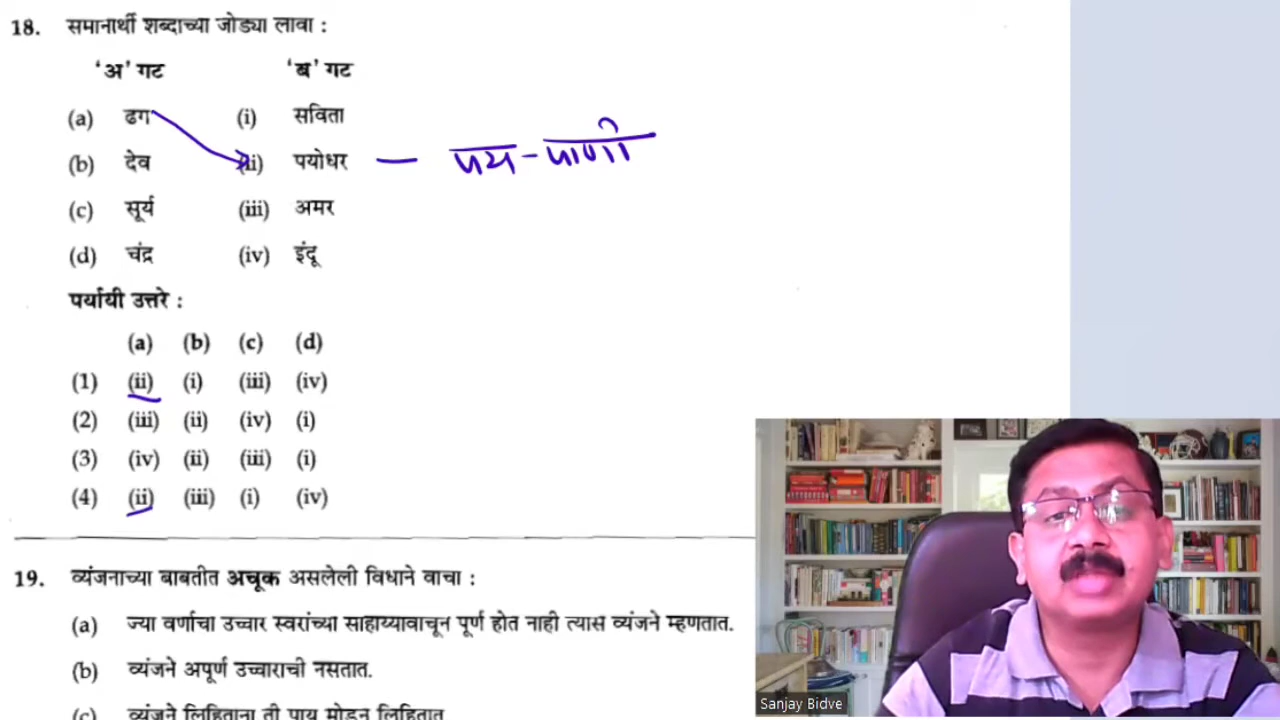 18. समानार्थी शब्दाच्या जोड्या लावा :
'अ' गट 'ब' गट
(a) ढग (i) सविता
(b) देव (ii) पयोधर — पय - पाणी
(c) सूर्य (iii) अमर
(d) चंद्र (iv) इंदू
पर्यायी उत्तरे :
(a) (b) (c) (d)
(1) (ii) (i) (iii) (iv)
(2) (iii) (ii) (iv) (i)
(3) (iv) (ii) (iii) (i)
(4) (ii) (iii) (i) (iv)
19. व्यंजनाच्या बाबतीत अचूक असलेली विधाने वाचा :
(a) ज्या वर्णाचा उच्चार स्वरांच्या साहाय्यावाचून पूर्ण होत नाही त्यास व्यंजने म्हणतात.
(b) व्यंजने अपूर्ण उच्चाराची नसतात.
(c) व्यंजने लिहिताना ती पाय मोडून लिहितात
Sanjay Bidve